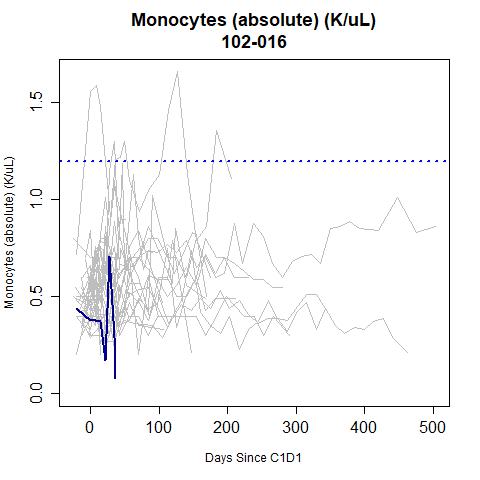 Monocytes (absolute) (K/uL)
102-016
Monocytes (absolute) (K/uL)
1.5
1.0
0.5
0.0
0 100 200 300 400 500
Days Since C1D1